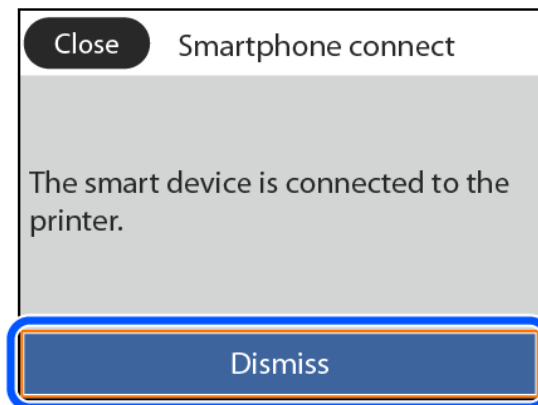 Close Smartphone connect
The smart device is connected to the
printer.
Dismiss